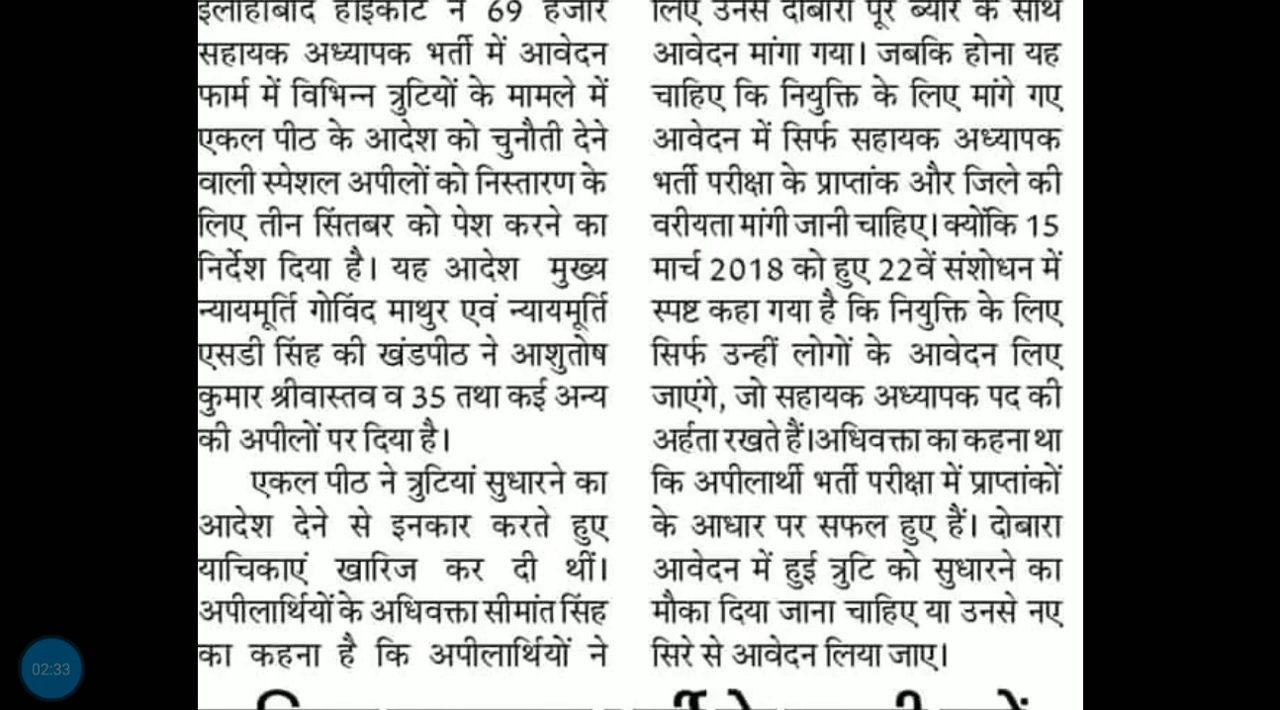 इलाहाबाद हाईकोर्ट ने 69 हजार
सहायक अध्यापक भर्ती में आवेदन
फार्म में विभिन्न त्रुटियों के मामले में
एकल पीठ के आदेश को चुनौती देने
वाली स्पेशल अपीलों को निस्तारण के
लिए तीन सिंतबर को पेश करने का
निर्देश दिया है। यह आदेश मुख्य
न्यायमूर्ति गोविंद माथुर एवं न्यायमूर्ति
एसडी सिंह की खंडपीठ ने आशुतोष
कुमार श्रीवास्तव व 35 तथा कई अन्य
की अपीलों पर दिया है।
एकल पीठ ने त्रुटियां सुधारने का
आदेश देने से इनकार करते हुए
याचिकाएं खारिज कर दी थीं।
अपीलार्थियों के अधिवक्ता सीमांत सिंह
का कहना है कि अपीलार्थियों ने
लिए उनसे दोबारा पूरे ब्यौरे के साथ
आवेदन मांगा गया। जबकि होना यह
चाहिए कि नियुक्ति के लिए मांगे गए
आवेदन में सिर्फ सहायक अध्यापक
भर्ती परीक्षा के प्राप्तांक और जिले की
वरीयता मांगी जानी चाहिए। क्योंकि 15
मार्च 2018 को हुए 22वें संशोधन में
स्पष्ट कहा गया है कि नियुक्ति के लिए
सिर्फ उन्हीं लोगों के आवेदन लिए
जाएंगे, जो सहायक अध्यापक पद की
अर्हता रखते हैं।अधिवक्ता का कहना था
कि अपीलार्थी भर्ती परीक्षा में प्राप्तांकों
के आधार पर सफल हुए हैं। दोबारा
आवेदन में हुई त्रुटि को सुधारने का
मौका दिया जाना चाहिए या उनसे नए
सिरे से आवेदन लिया जाए।
02:33